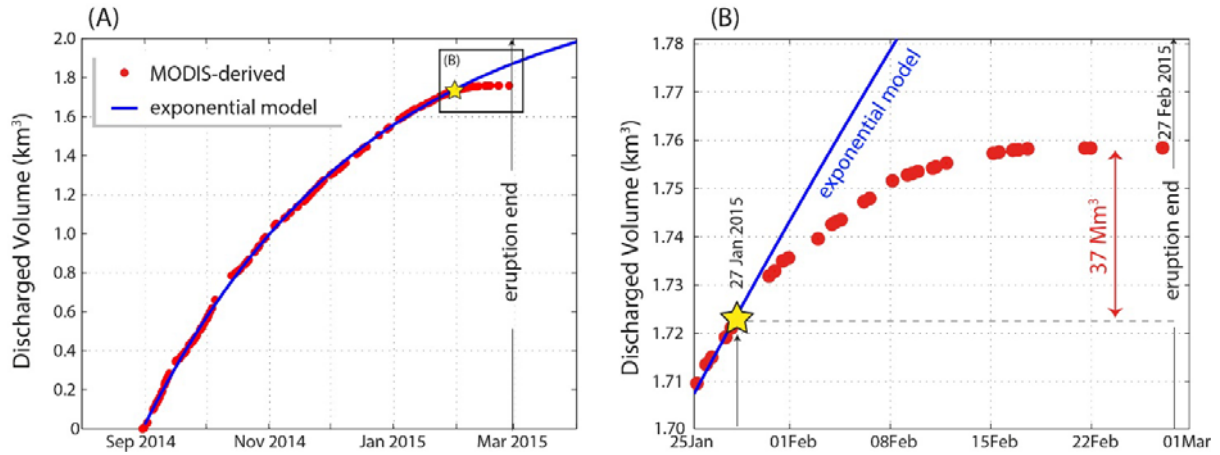 (A)
Discharged Volume (km³)
2.0
1.8
1.6
1.4
1.2
1.0
0.8
0.6
0.4
0.2
0
MODIS-derived
exponential model
(B)
eruption end
Sep 2014
Nov 2014
Jan 2015
Mar 2015
(B)
Discharged Volume (km³)
1.78
1.77
1.76
1.75
1.74
1.73
1.72
1.71
1.70
exponential model
27 Jan 2015
37 Mm³
27 Feb 2015
eruption end
25Jan
01Feb
08Feb
15Feb
22Feb
01Mar